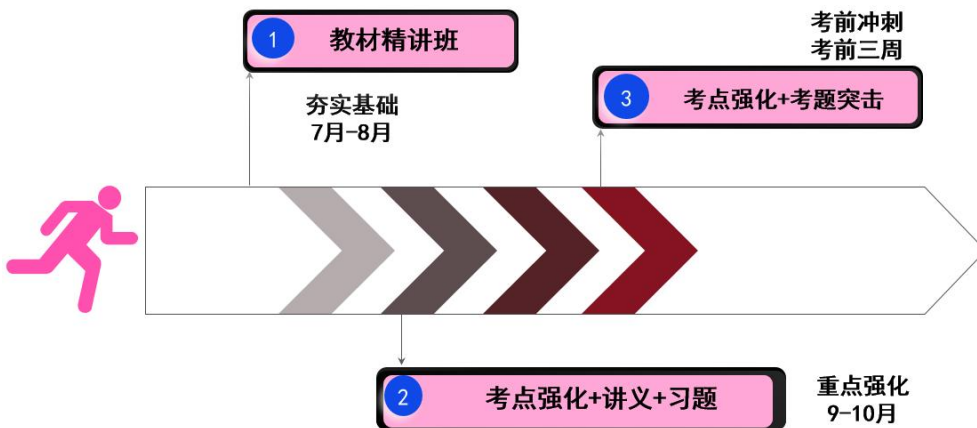 1 教材精讲班
夯实基础
7月-8月
考前冲刺
考前三周
3 考点强化+考题突击
2 考点强化+讲义+习题
重点强化
9-10月